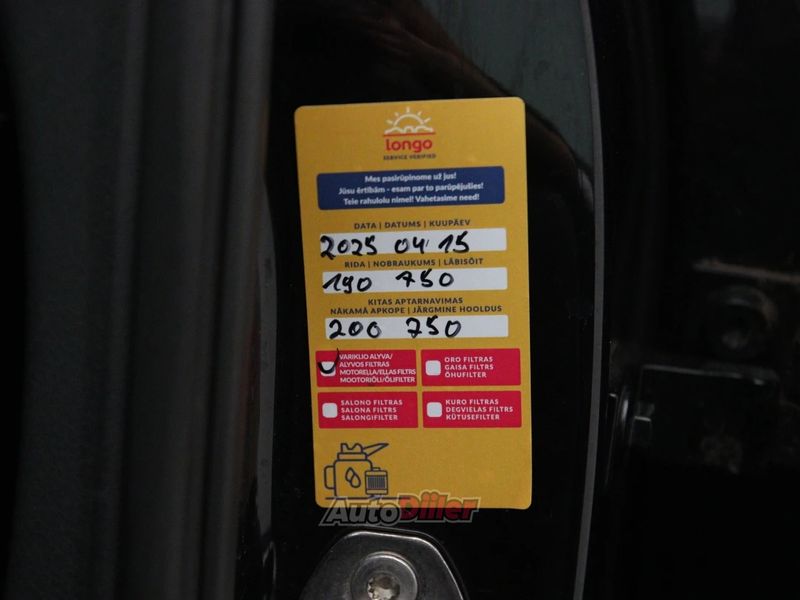 longo
SERVICE VERIFIED
Mes pasirūpinome už jus!
Jūsu ērtībām - esam par to parūpējušies!
Teie rahulolu nimel! Vahetasime need!
DATA | DATUMS | KUUPÄEV
2025 04 15
RIDA | NOBRAUKUMS | LÄBISÕIT
190 750
KITAS APTARNAVIMAS
NĀKAMĀ APKOPE | JÄRGMINE HOOLDUS
200 750
VARIKLIO ALYVA/
ALYVOS FILTRAS
MOTOREĻĻA/EĻĻAS FILTRS
MOOTORIÕLI/ÕLIFILTER
ORO FILTRAS
GAISA FILTRS
ÕHUFILTER
SALONO FILTRAS
SALONA FILTRS
SALONGIFILTER
KURO FILTRAS
DEGVIELAS FILTRS
KÜTUSEFILTER
AutoDiiler